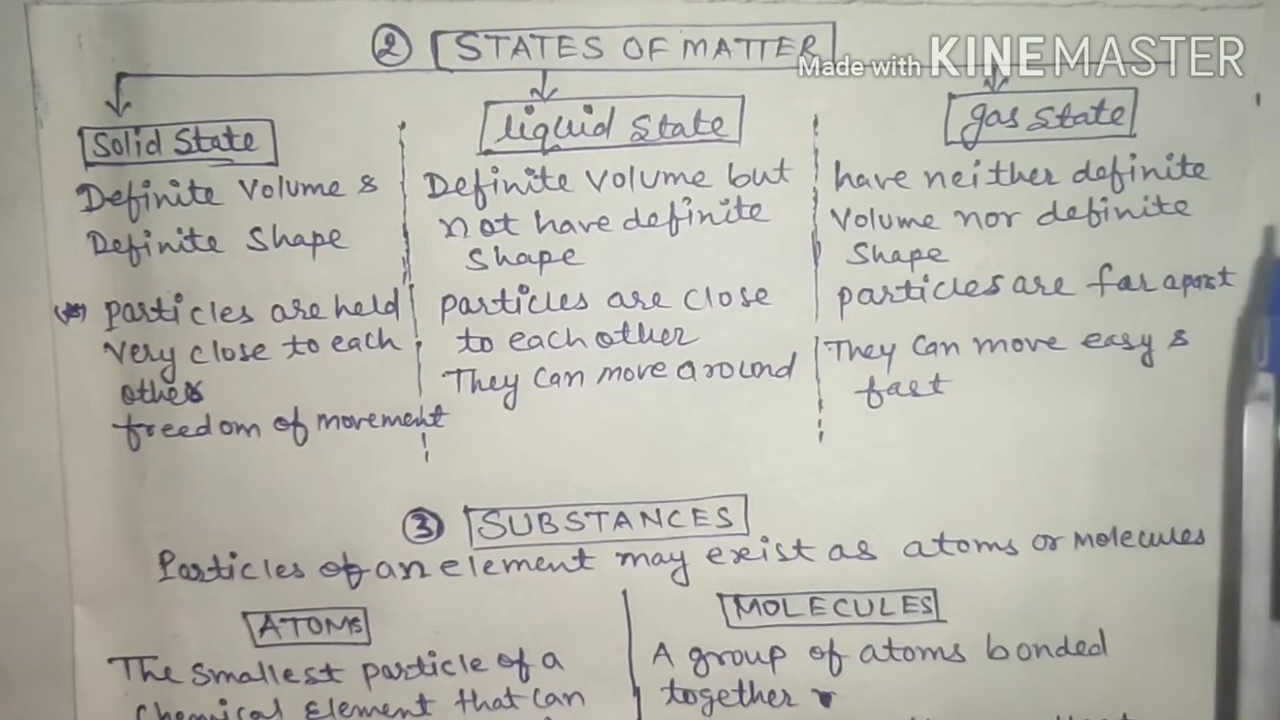 ② STATES OF MATTER
Made with KINEMASTER
Solid State
Definite Volume &
Definite Shape
particles are held
very close to each
other
freedom of movement
liquid State
Definite volume but
not have definite
shape
particles are close
to each other
They can move around
gas state
have neither definite
volume nor definite
shape
particles are far apart
They can move easy &
fast
③ SUBSTANCES
Particles of an element may exist as atoms or molecules
ATOMS
The smallest particle of a
chemical Element that can
MOLECULES
A group of atoms bonded
together